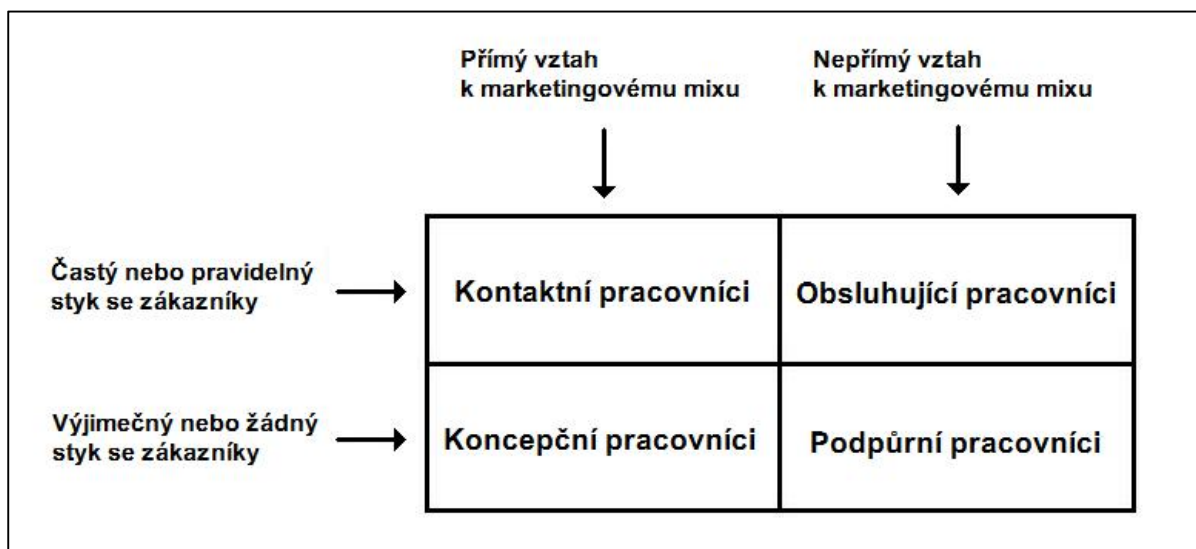 Přímý vztah
k marketingovému mixu
Nepřímý vztah
k marketingovému mixu
Častý nebo pravidelný
styk se zákazníky
Kontaktní pracovníci
Obsluhující pracovníci
Výjimečný nebo žádný
styk se zákazníky
Koncepční pracovníci
Podpůrní pracovníci